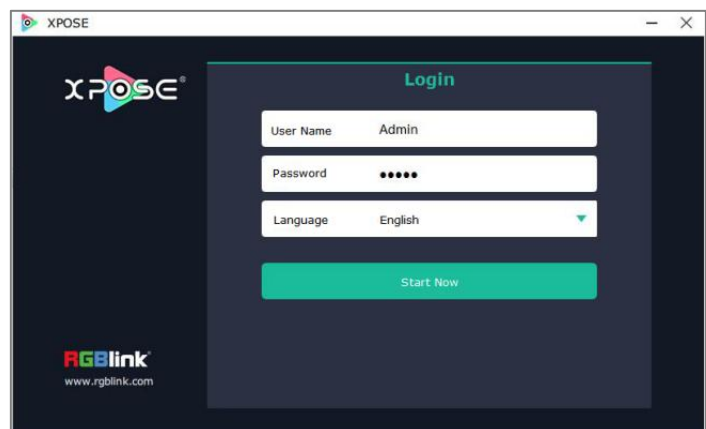 XPOSE
XPOSE®
Login
User Name Admin
Password •••••
Language English
Start Now
RGBlink®
www.rgblink.com